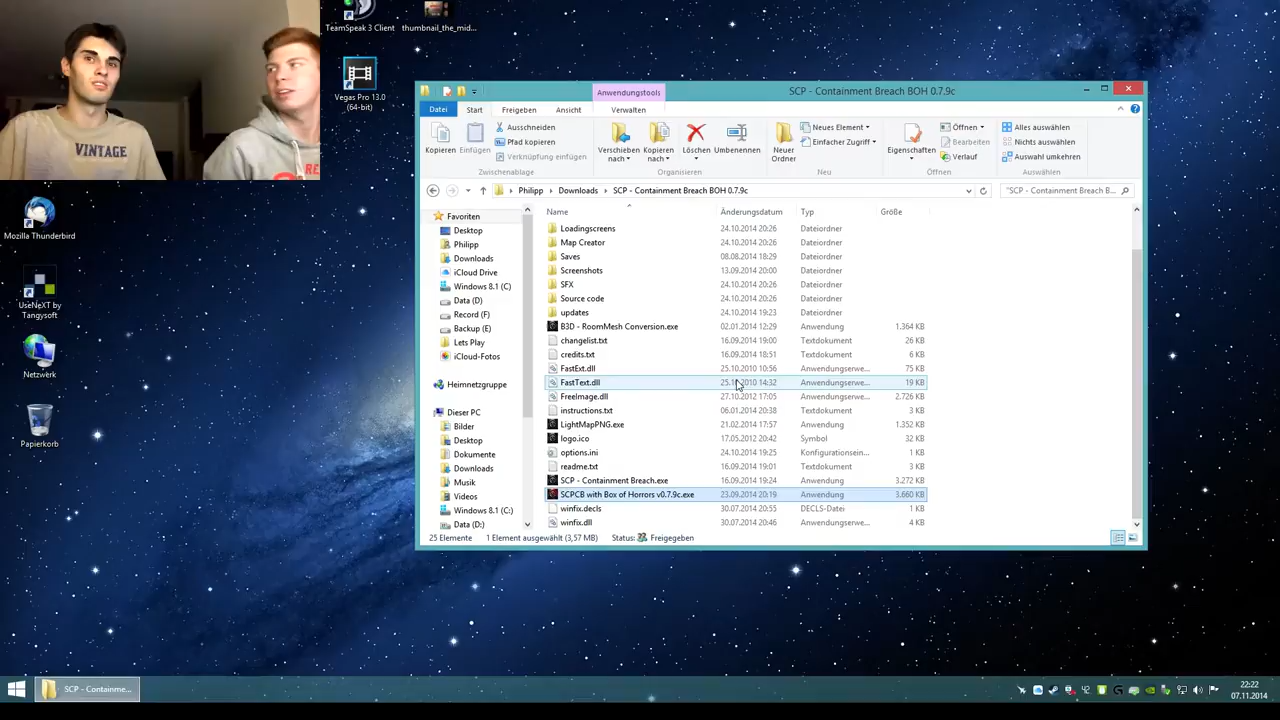 TeamSpeak 3 Client
thumbnail_the_mid...
VINTAGE
Vegas Pro 13.0
(64-bit)
Mozilla Thunderbird
UseNeXT by
Tangysoft
Netzwerk
Papierkorb
Anwendungstools
SCP - Containment Breach BOH 0.7.9c
Datei
Start
Freigeben
Ansicht
Verwalten
Kopieren
Einfügen
Ausschneiden
Pfad kopieren
Verknüpfung einfügen
Zwischenablage
Verschieben
nach
Kopieren
nach
Löschen
Umbenennen
Organisieren
Neuer
Ordner
Neues Element
Einfacher Zugriff
Neu
Eigenschaften
Öffnen
Bearbeiten
Verlauf
Öffnen
Alles auswählen
Nichts auswählen
Auswahl umkehren
Auswählen
Philipp
Downloads
SCP - Containment Breach BOH 0.7.9c
"SCP - Containment Breach B...
Favoriten
Desktop
Philipp
Downloads
iCloud Drive
Windows 8.1 (C)
Data (D)
Record (F)
Backup (E)
Lets Play
iCloud-Fotos
Heimnetzgruppe
Dieser PC
Bilder
Desktop
Dokumente
Downloads
Musik
Videos
Windows 8.1 (C:)
Data (D:)
Name Änderungsdatum Typ Größe
Loadingscreens 24.10.2014 20:26 Dateiordner
Map Creator 24.10.2014 20:26 Dateiordner
Saves 08.08.2014 18:29 Dateiordner
Screenshots 13.09.2014 20:00 Dateiordner
SFX 24.10.2014 20:26 Dateiordner
Source code 24.10.2014 20:26 Dateiordner
updates 24.10.2014 19:23 Dateiordner
B3D - RoomMesh Conversion.exe 02.01.2014 12:29 Anwendung 1.364 KB
changelist.txt 16.09.2014 19:00 Textdokument 26 KB
credits.txt 16.09.2014 18:51 Textdokument 6 KB
FastExt.dll 25.10.2010 10:56 Anwendungserwe... 75 KB
FastText.dll 25.10.2010 14:32 Anwendungserwe... 19 KB
FreeImage.dll 27.10.2012 17:05 Anwendungserwe... 2.726 KB
instructions.txt 06.01.2014 20:38 Textdokument 3 KB
LightMapPNG.exe 21.02.2014 17:57 Anwendung 1.352 KB
logo.ico 17.05.2012 20:42 Symbol 32 KB
options.ini 24.10.2014 19:25 Konfigurationsein... 1 KB
readme.txt 16.09.2014 19:01 Textdokument 3 KB
SCP - Containment Breach.exe 16.09.2014 19:24 Anwendung 3.272 KB
SCPCB with Box of Horrors v0.7.9c.exe 23.09.2014 20:19 Anwendung 3.660 KB
winfix.decls 30.07.2014 20:55 DECLS-Datei 1 KB
winfix.dll 30.07.2014 20:46 Anwendungserwe... 4 KB
25 Elemente 1 Element ausgewählt (3,57 MB) Status: Freigegeben
SCP - Containme...
22:22
07.11.2014